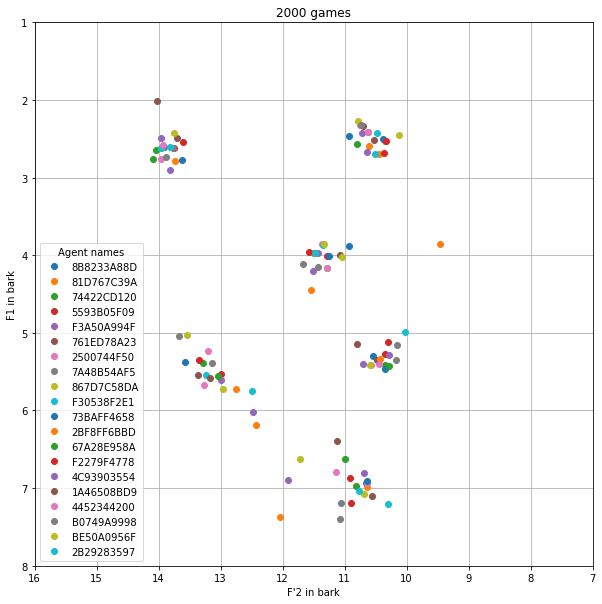 2000 games
1
2
3
4
5
6
7
8
F1 in bark
Agent names
8B8233A88D
81D767C39A
74422CD120
5593B05F09
F3A50A994F
761ED78A23
2500744F50
7A48B54AF5
867D7C58DA
F30538F2E1
73BAFF4658
2BF8FF6BBD
67A28E958A
F2279F4778
4C93903554
1A46508BD9
4452344200
B0749A9998
BE50A0956F
2B29283597
16 15 14 13 12 11 10 9 8 7
F'2 in bark